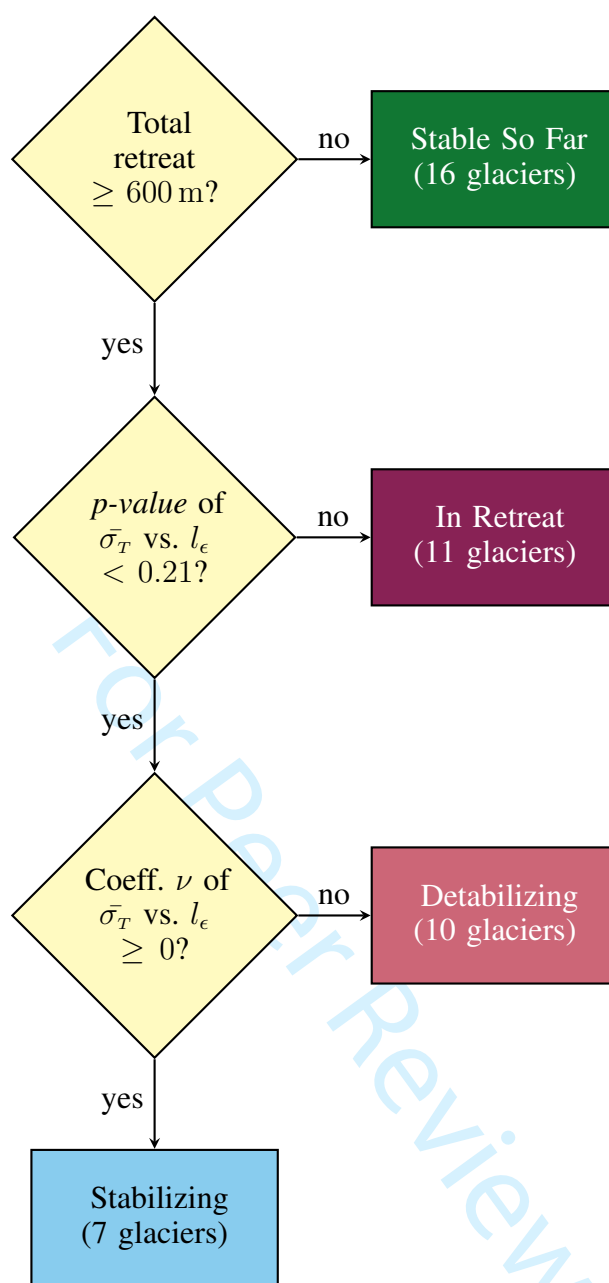 Total
retreat
≥ 600 m?
no
Stable So Far
(16 glaciers)
yes
p-value of
σ̄_T vs. l_ϵ
< 0.21?
no
In Retreat
(11 glaciers)
yes
Coeff. ν of
σ̄_T vs. l_ϵ
≥ 0?
no
Detabilizing
(10 glaciers)
yes
Stabilizing
(7 glaciers)
For Peer Review